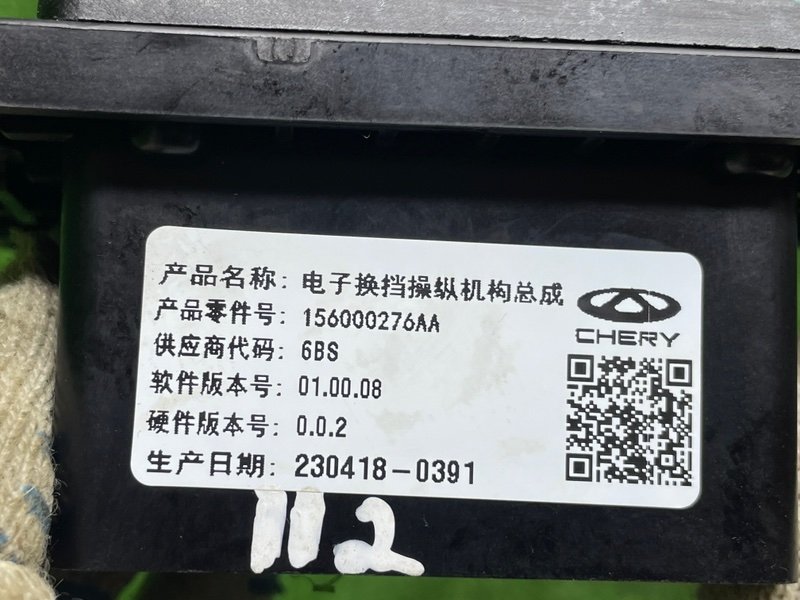 产品名称: 电子换挡操纵机构总成
产品零件号: 156000276AA
供应商代码: 6BS
软件版本号: 01.00.08
硬件版本号: 0.0.2
生产日期: 230418-0391
CHERY
112